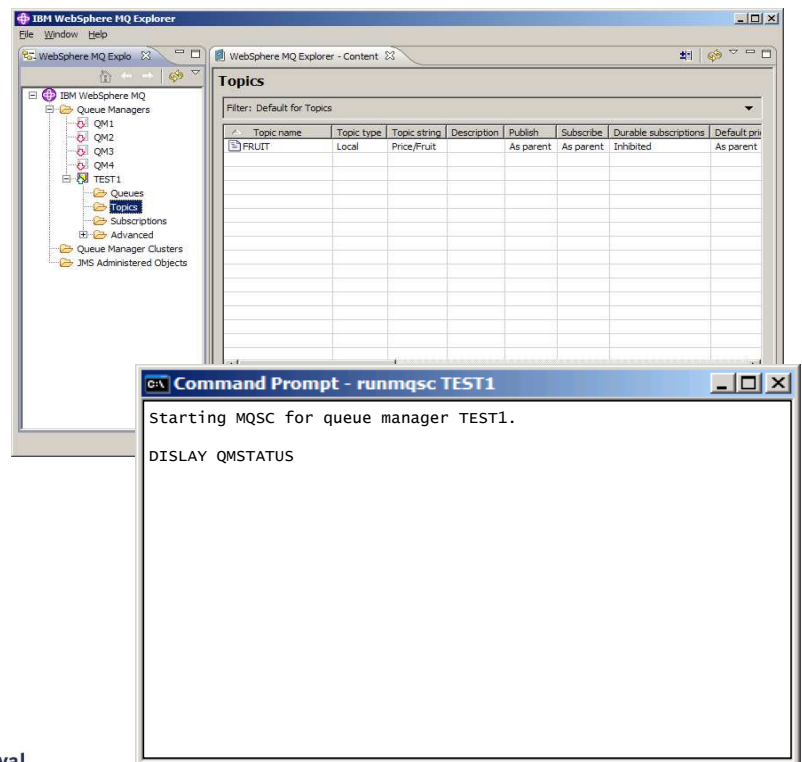 IBM WebSphere MQ Explorer
File Window Help
WebSphere MQ Explo
IBM WebSphere MQ
Queue Managers
QM1
QM2
QM3
QM4
TEST1
Queues
Topics
Subscriptions
Advanced
Queue Manager Clusters
JMS Administered Objects
WebSphere MQ Explorer - Content
Topics
Filter: Default for Topics
Topic name Topic type Topic string Description Publish Subscribe Durable subscriptions Default pri
FRUIT Local Price/Fruit As parent As parent Inhibited As parent
Command Prompt - runmqsc TEST1
Starting MQSC for queue manager TEST1.
DISLAY QMSTATUS